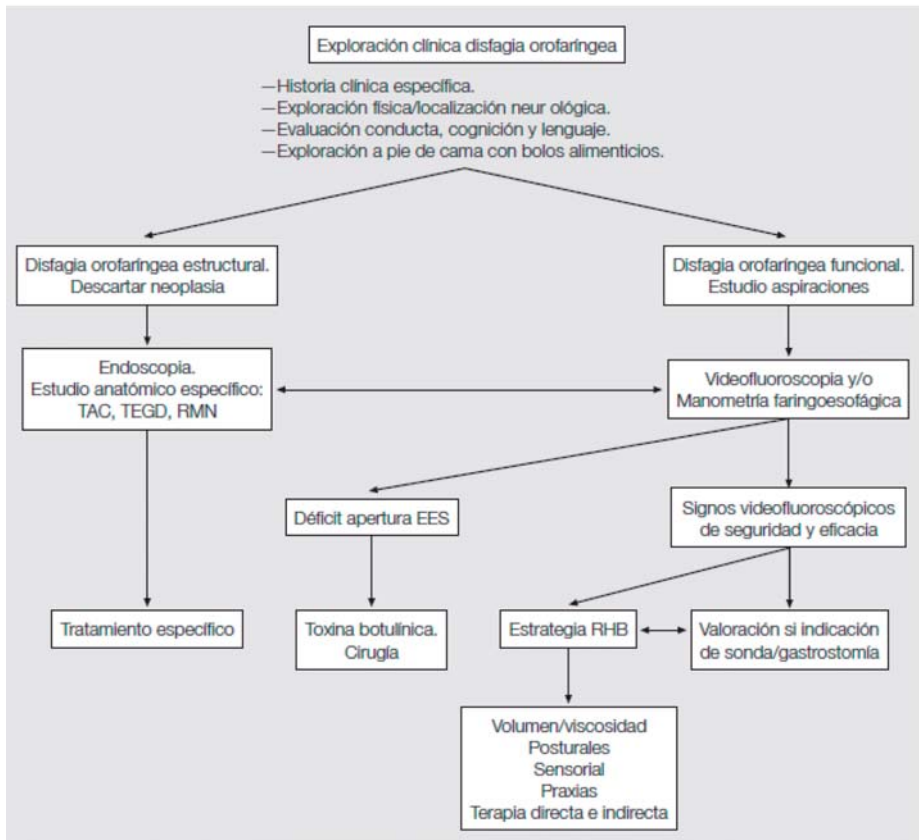 Exploración clínica disfagia orofaríngea
—Historia clínica específica.
—Exploración física/localización neur ológica.
—Evaluación conducta, cognición y lenguaje.
—Exploración a pie de cama con bolos alimenticios.
Disfagia orofaríngea estructural.
Descartar neoplasia
Disfagia orofaríngea funcional.
Estudio aspiraciones
Endoscopia.
Estudio anatómico específico:
TAC, TEGD, RMN
Videofluoroscopia y/o
Manometría faringoesofágica
Déficit apertura EES
Signos videofluoroscópicos
de seguridad y eficacia
Tratamiento específico
Toxina botulínica.
Cirugía
Estrategia RHB
Valoración si indicación
de sonda/gastrostomía
Volumen/viscosidad
Posturales
Sensorial
Praxias
Terapia directa e indirecta